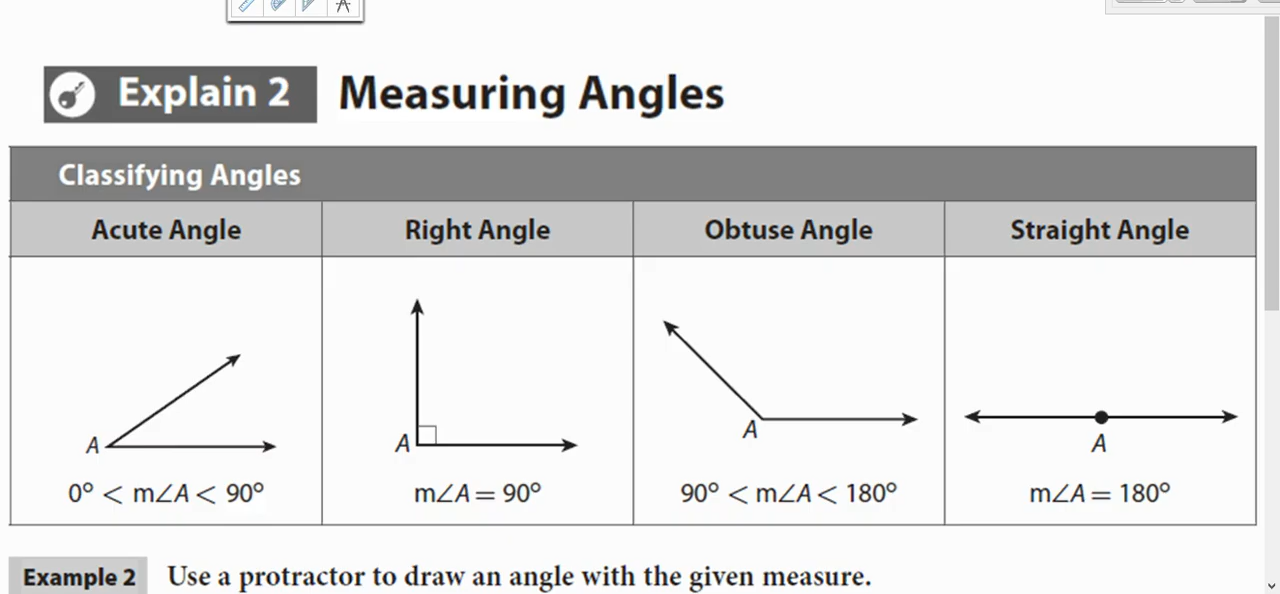 Explain 2 Measuring Angles
Classifying Angles
Acute Angle Right Angle Obtuse Angle Straight Angle
A A A A
0° < m∠A < 90° m∠A = 90° 90° < m∠A < 180° m∠A = 180°
Example 2 Use a protractor to draw an angle with the given measure.